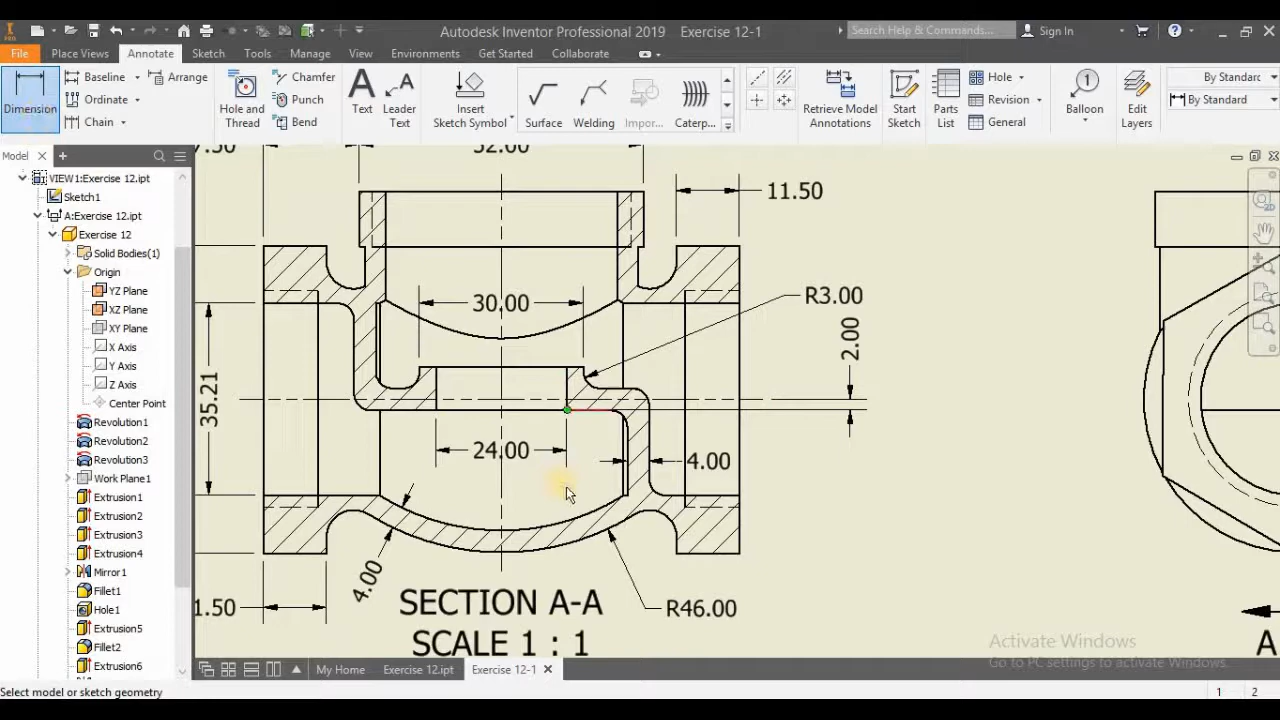 Autodesk Inventor Professional 2019 Exercise 12-1
Search Help & Commands...
Sign In
File Place Views Annotate Sketch Tools Manage View Environments Get Started Collaborate
Dimension
Baseline
Ordinate
Chain
Arrange
Hole and
Thread
Chamfer
Punch
Bend
Text
Leader
Text
Insert
Sketch Symbol
Surface
Welding
Impor...
Caterp...
Retrieve Model
Annotations
Start
Sketch
Parts
List
Hole
Revision
General
Balloon
Edit
Layers
By Standarc
By Standard
Model
VIEW1:Exercise 12.ipt
Sketch1
A:Exercise 12.ipt
Exercise 12
Solid Bodies(1)
Origin
YZ Plane
XZ Plane
XY Plane
X Axis
Y Axis
Z Axis
Center Point
Revolution1
Revolution2
Revolution3
Work Plane1
Extrusion1
Extrusion2
Extrusion3
Extrusion4
Mirror1
Fillet1
Hole1
Extrusion5
Fillet2
Extrusion6
11.50
30.00
R3.00
2.00
35.21
24.00
4.00
4.00
1.50
R46.00
SECTION A-A
SCALE 1 : 1
A
Activate Windows
Go to PC settings to activate Windows.
My Home
Exercise 12.ipt
Exercise 12-1
Select model or sketch geometry
1 2